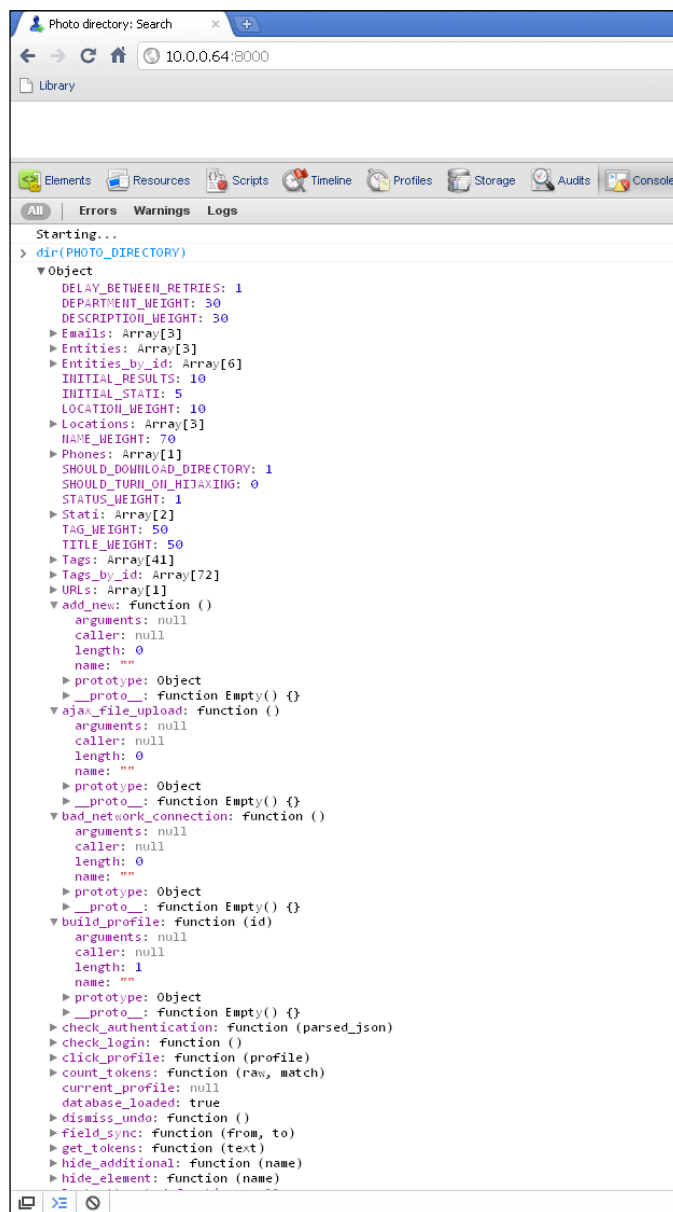 Photo directory: Search
10.0.0.64:8000
Library
Elements Resources Scripts Timeline Profiles Storage Audits Console
All Errors Warnings Logs
Starting...
> dir(PHOTO_DIRECTORY)
▼Object
DELAY_BETWEEN_RETRIES: 1
DEPARTMENT_WEIGHT: 30
DESCRIPTION_WEIGHT: 30
▶Emails: Array[3]
▶Entities: Array[3]
▶Entities_by_id: Array[6]
INITIAL_RESULTS: 10
INITIAL_STATI: 5
LOCATION_WEIGHT: 10
▶Locations: Array[3]
NAME_WEIGHT: 70
▶Phones: Array[1]
SHOULD_DOWNLOAD_DIRECTORY: 1
SHOULD_TURN_ON_HIJAXING: 0
STATUS_WEIGHT: 1
▶Stati: Array[2]
TAG_WEIGHT: 50
TITLE_WEIGHT: 50
▶Tags: Array[41]
▶Tags_by_id: Array[72]
▶URLs: Array[1]
▼add_new: function ()
arguments: null
caller: null
length: 0
name: ""
▶prototype: Object
▶__proto__: function Empty() {}
▼ajax_file_upload: function ()
arguments: null
caller: null
length: 0
name: ""
▶prototype: Object
▶__proto__: function Empty() {}
▼bad_network_connection: function ()
arguments: null
caller: null
length: 0
name: ""
▶prototype: Object
▶__proto__: function Empty() {}
▼build_profile: function (id)
arguments: null
caller: null
length: 1
name: ""
▶prototype: Object
▶__proto__: function Empty() {}
▶check_authentication: function (parsed_json)
▶check_login: function ()
▶click_profile: function (profile)
▶count_tokens: function (raw, match)
current_profile: null
database_loaded: true
▶dismiss_undo: function ()
▶field_sync: function (from, to)
▶get_tokens: function (text)
▶hide_additional: function (name)
▶hide_element: function (name)